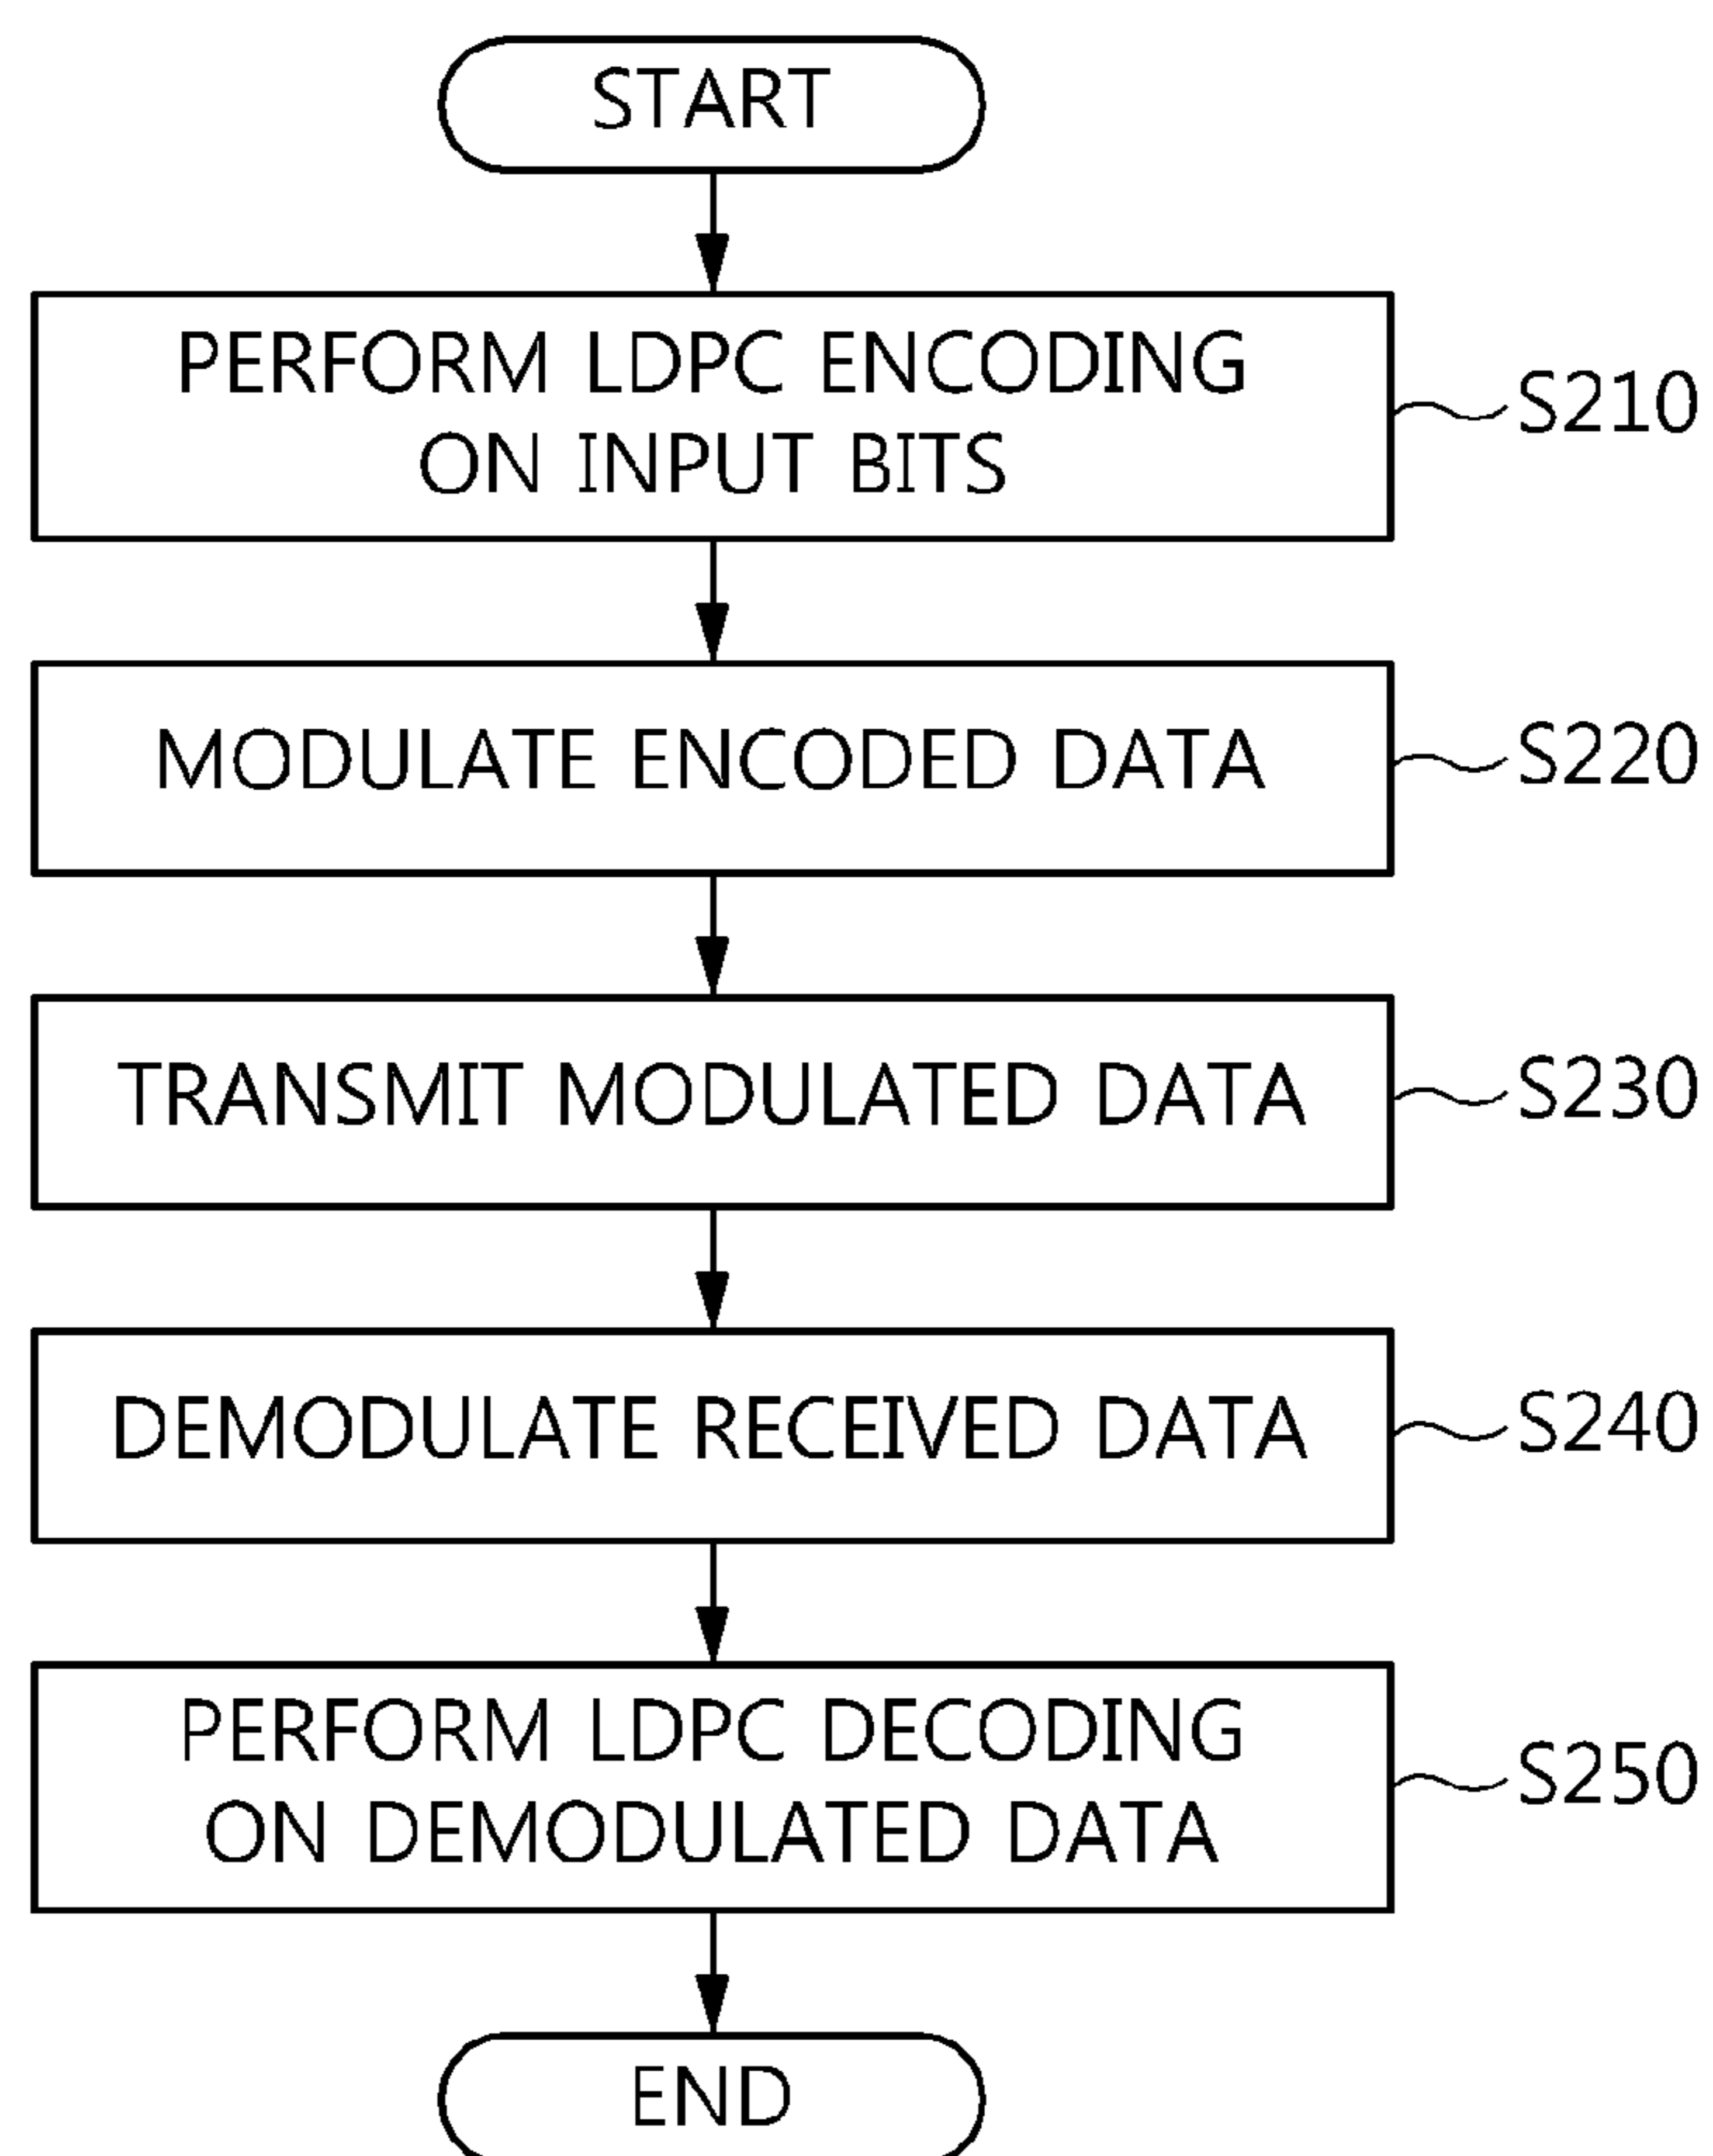 START
PERFORM LDPC ENCODING
ON INPUT BITS
S210
MODULATE ENCODED DATA
S220
TRANSMIT MODULATED DATA
S230
DEMODULATE RECEIVED DATA
S240
PERFORM LDPC DECODING
ON DEMODULATED DATA
S250
END